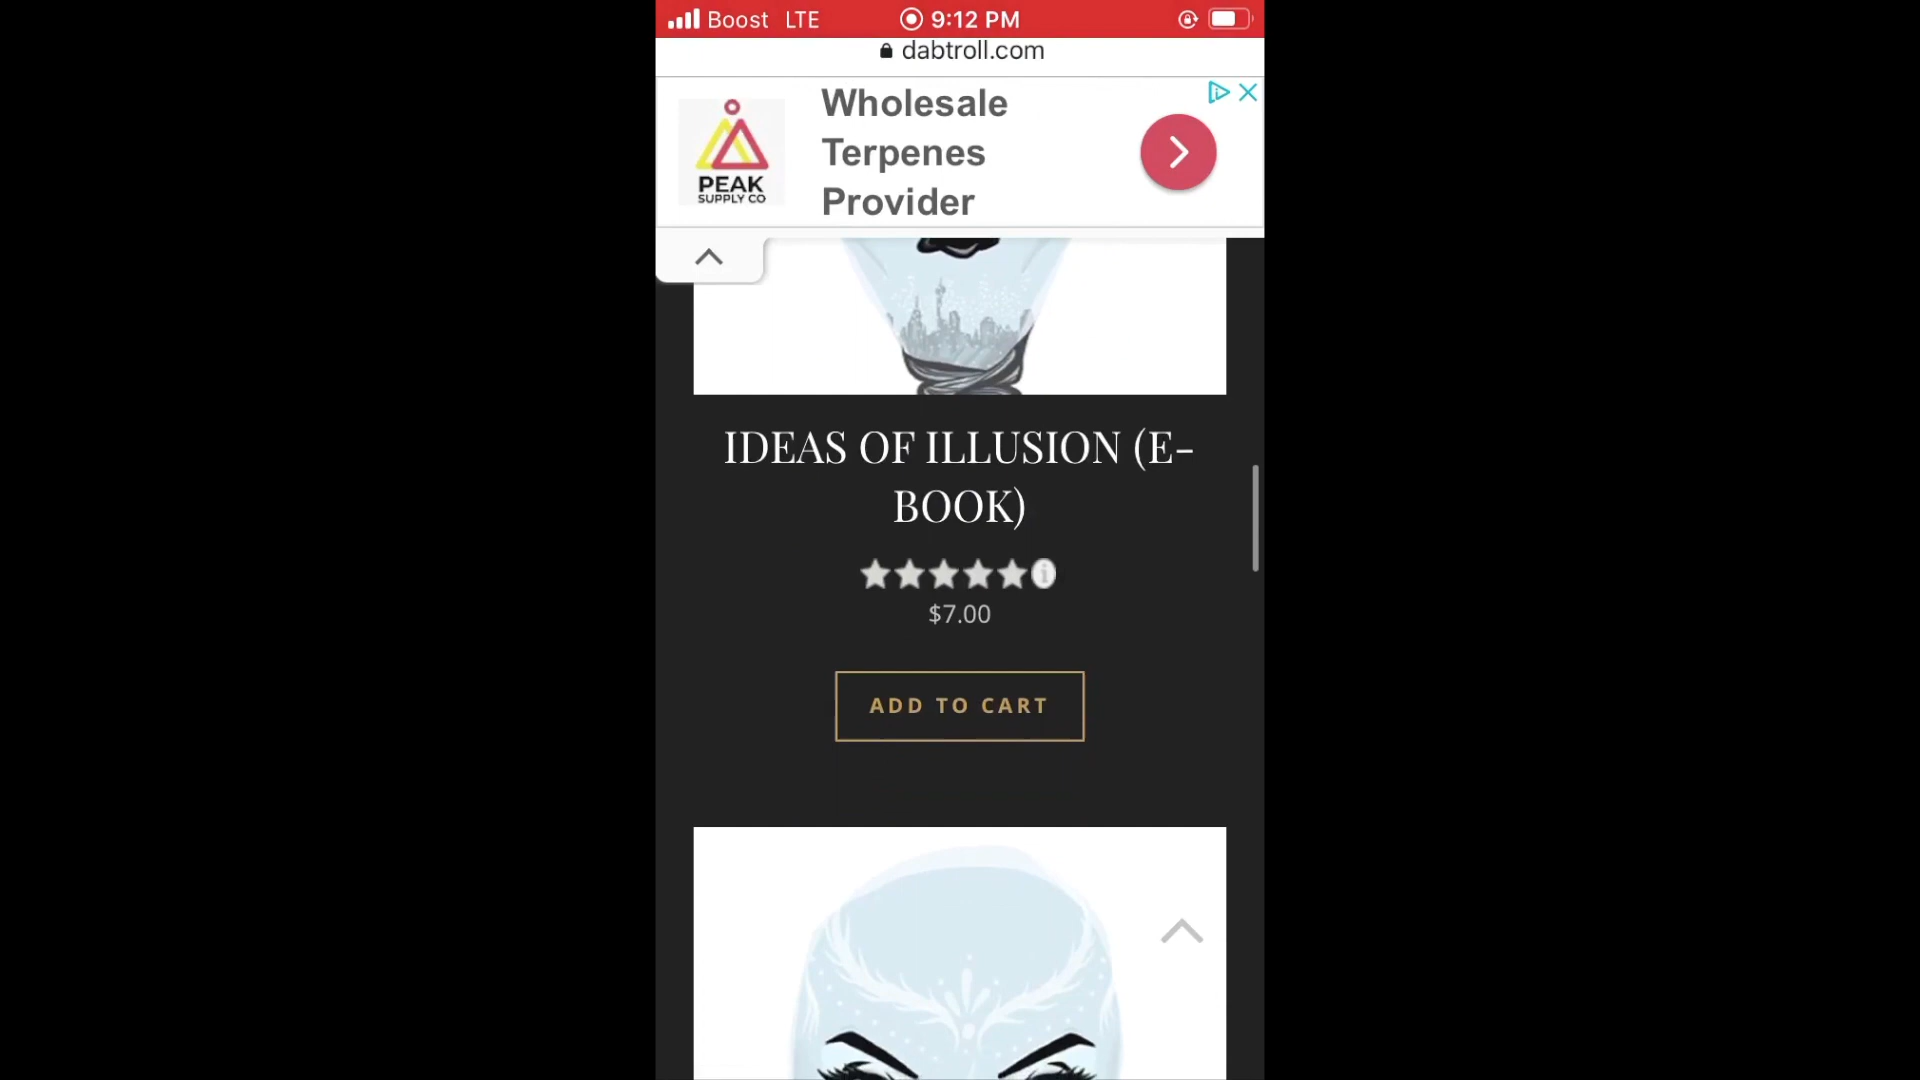 Boost LTE 9:12 PM
dabtroll.com
Wholesale
Terpenes
Provider
PEAK
SUPPLY CO
IDEAS OF ILLUSION (E-
BOOK)
$7.00
ADD TO CART